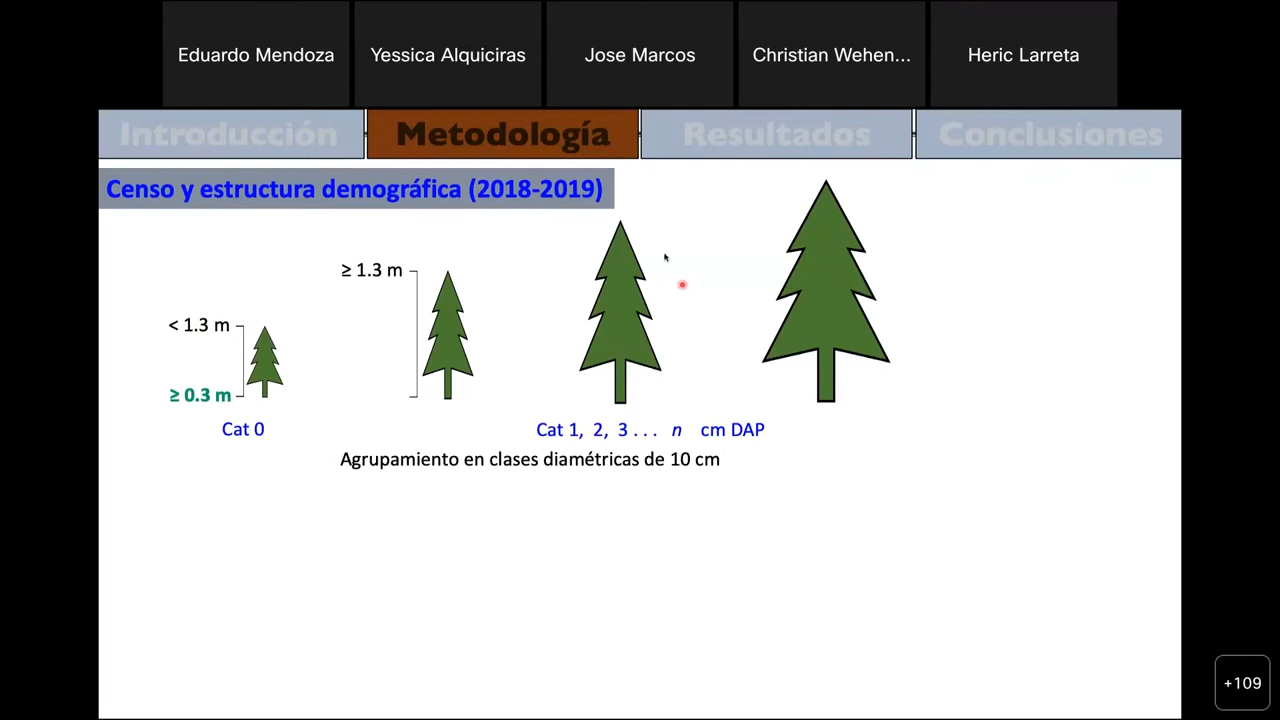 Eduardo Mendoza
Yessica Alquiciras
Jose Marcos
Christian Wehen...
Heric Larreta
Introducción
Metodología
Resultados
Conclusiones
Censo y estructura demográfica (2018-2019)
≥ 1.3 m
< 1.3 m
≥ 0.3 m
Cat 0
Cat 1, 2, 3 . . . n cm DAP
Agrupamiento en clases diamétricas de 10 cm
+109